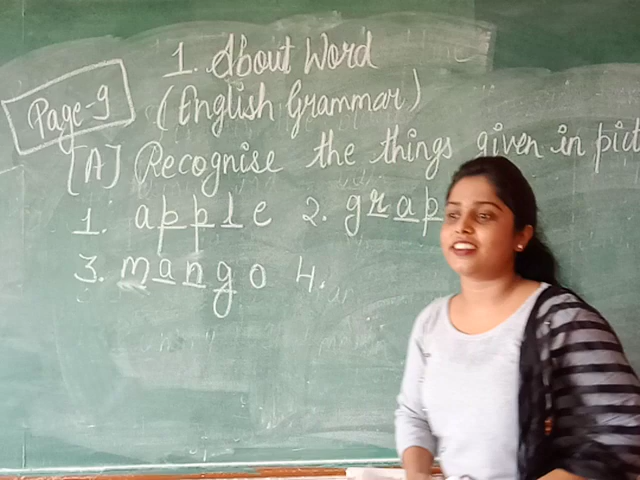 1. About Word
Page-9
(English Grammar)
[A] Recognise the things given in pict
1. apple 2. grap
3. mango 4.